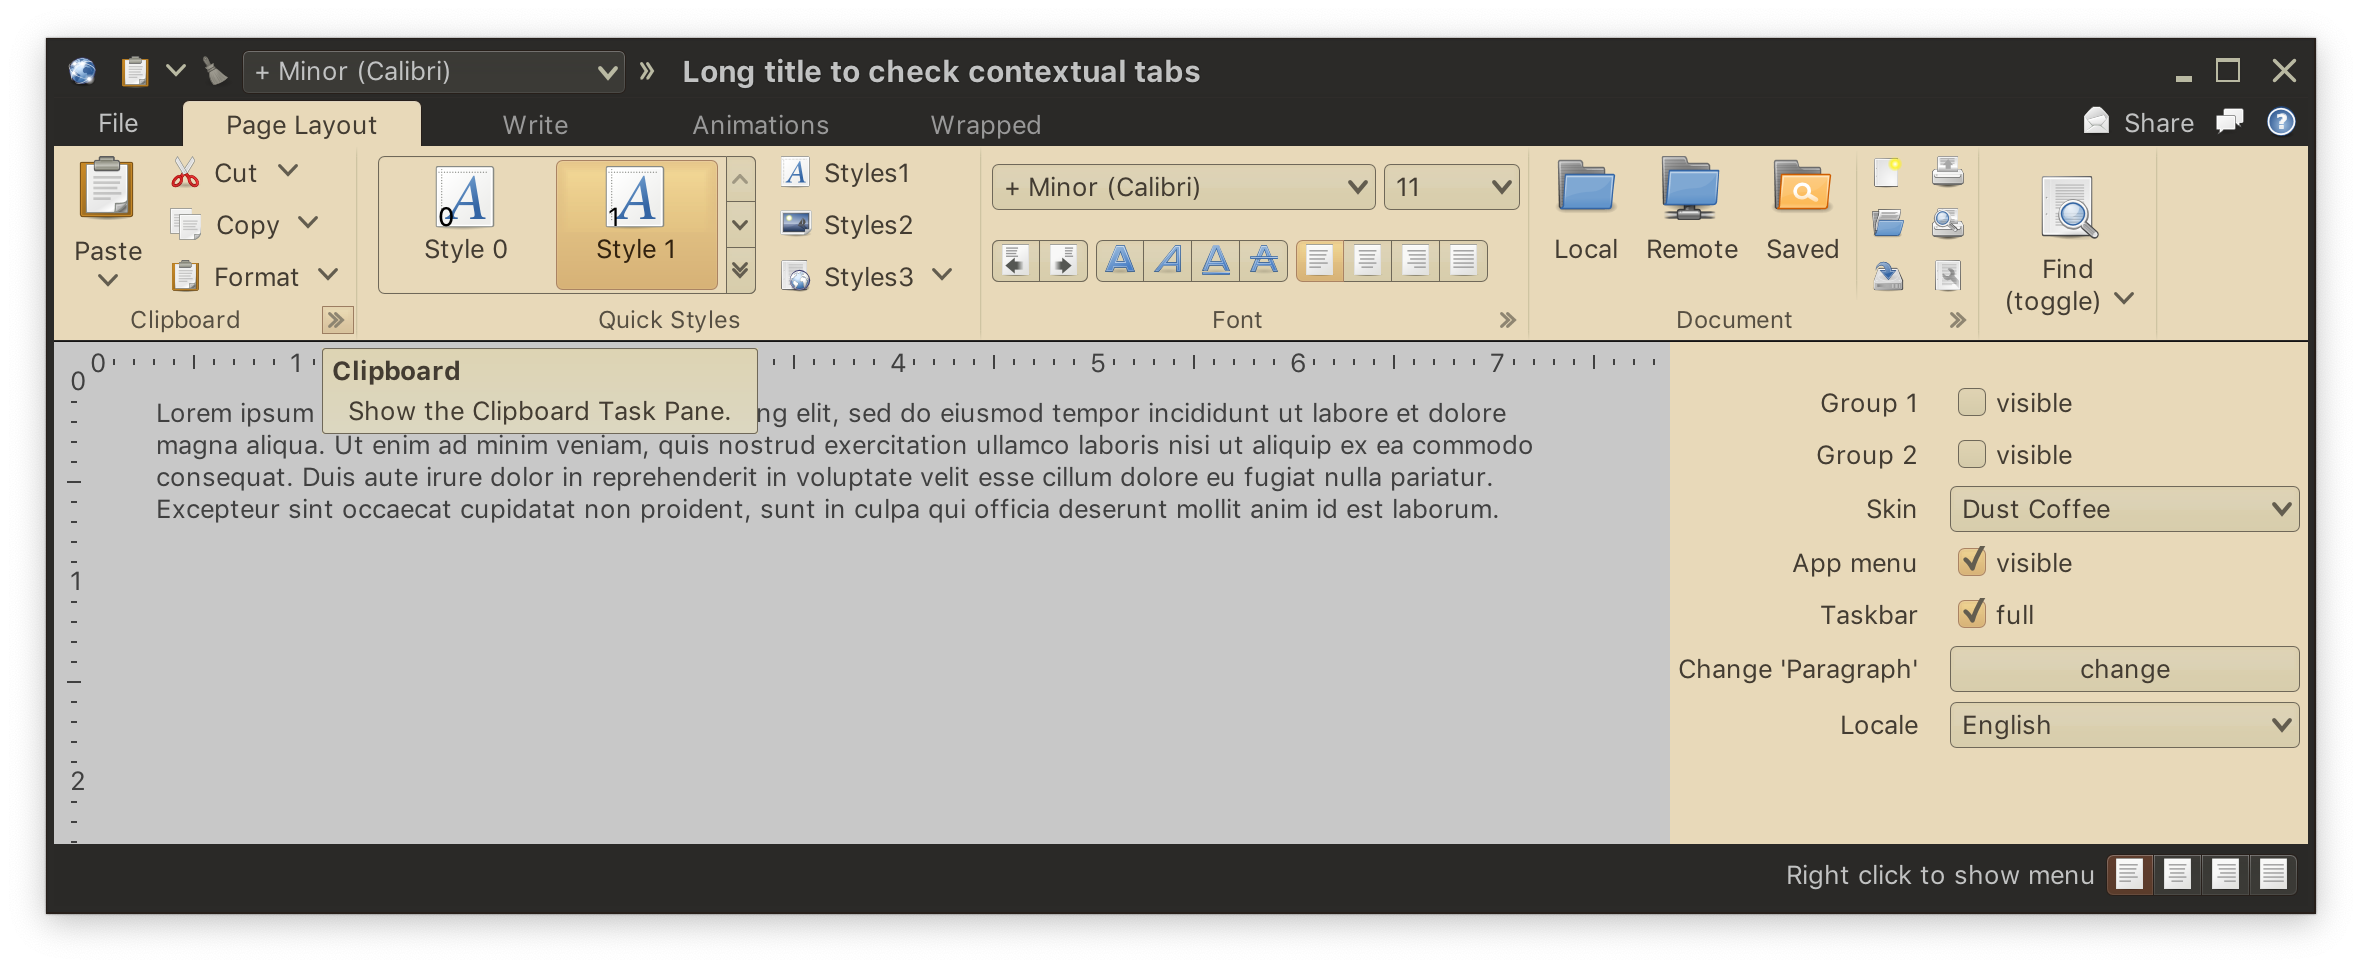 + Minor (Calibri)
Long title to check contextual tabs
File
Page Layout
Write
Animations
Wrapped
Share
Paste
Cut
Copy
Format
Clipboard
0
Style 0
1
Style 1
Styles1
Styles2
Styles3
Quick Styles
+ Minor (Calibri)
11
Font
Local
Remote
Saved
Document
Find
(toggle)
0 1 4 5 6 7
0
1
2
Clipboard
Show the Clipboard Task Pane.
Lorem ipsum ng elit, sed do eiusmod tempor incididunt ut labore et dolore
magna aliqua. Ut enim ad minim veniam, quis nostrud exercitation ullamco laboris nisi ut aliquip ex ea commodo
consequat. Duis aute irure dolor in reprehenderit in voluptate velit esse cillum dolore eu fugiat nulla pariatur.
Excepteur sint occaecat cupidatat non proident, sunt in culpa qui officia deserunt mollit anim id est laborum.
Group 1 visible
Group 2 visible
Skin Dust Coffee
App menu visible
Taskbar full
Change 'Paragraph' change
Locale English
Right click to show menu